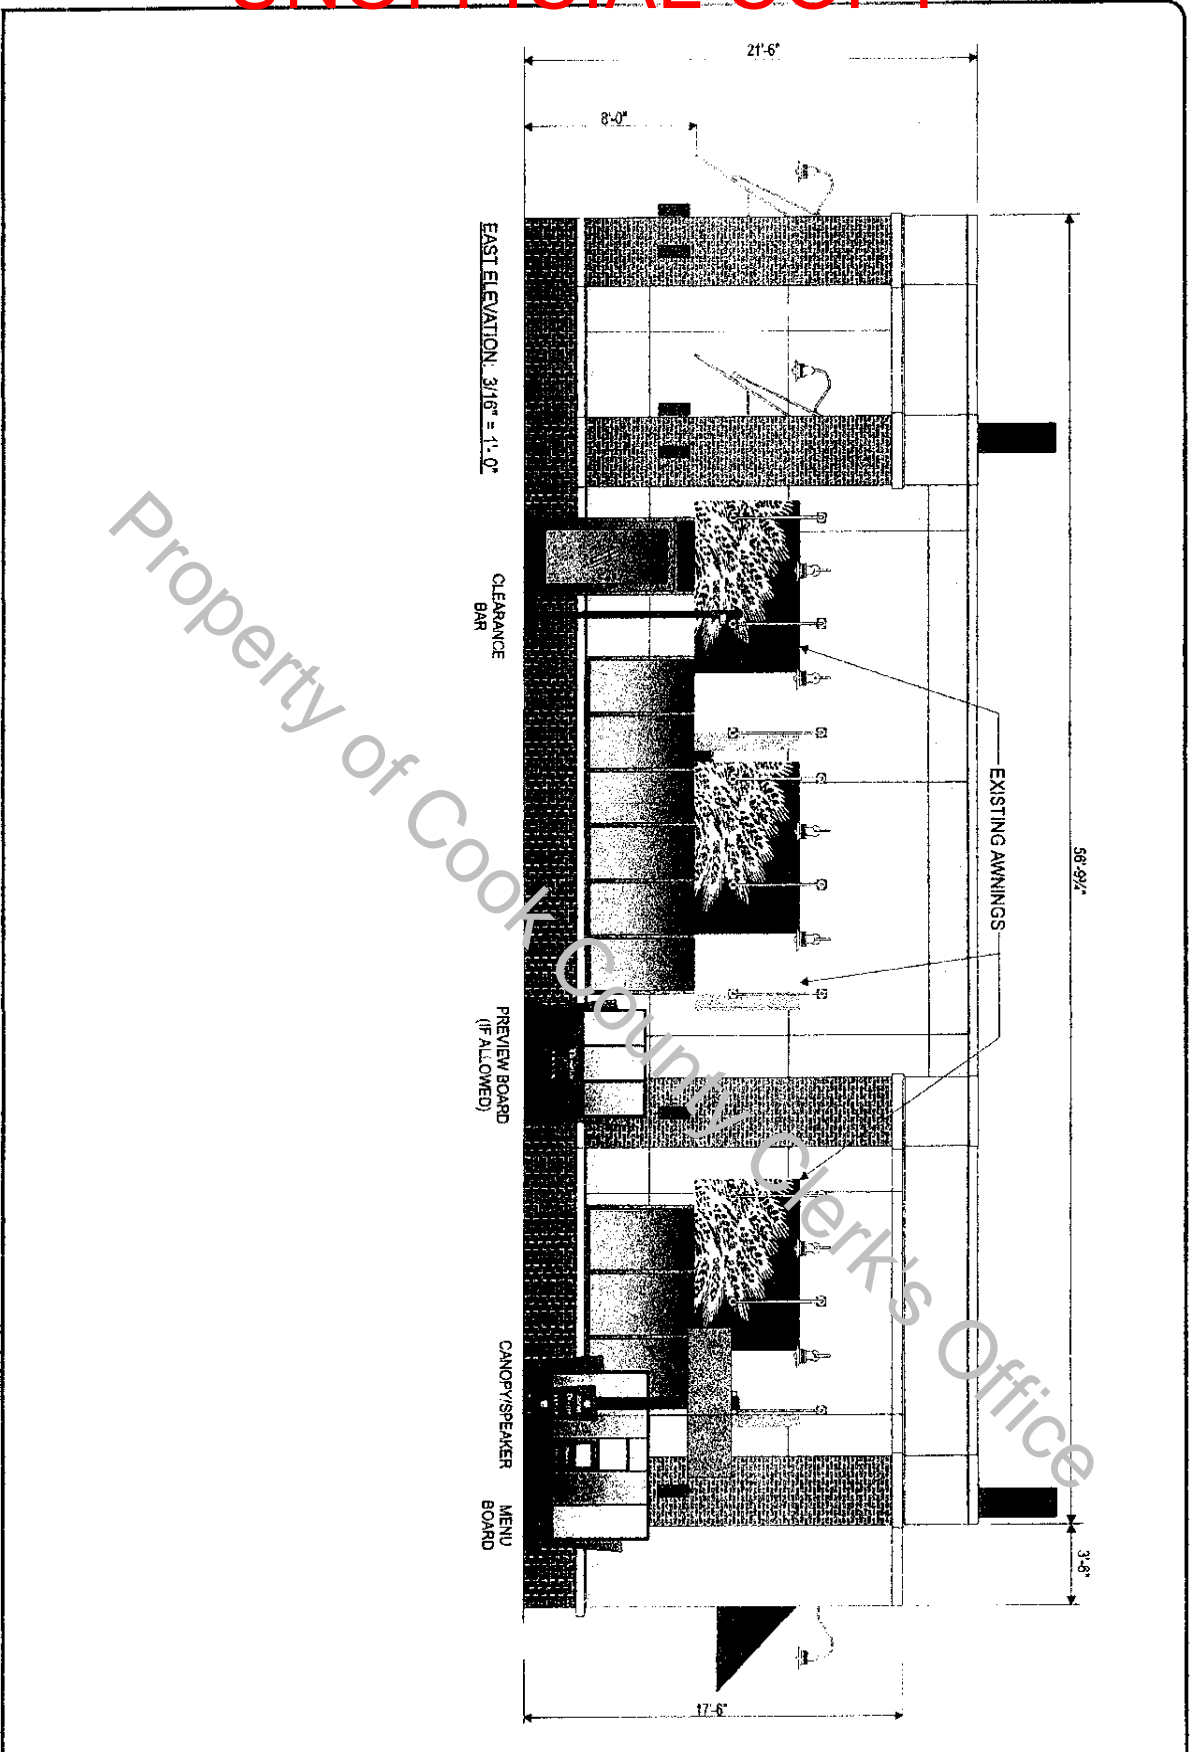 UNOFFICIAL COPY
21'-6"
8'-0"
EAST ELEVATION: 3/16" = 1'- 0"
CLEARANCE
BAR
EXISTING AWNINGS
56'-9¼"
PREVIEW BOARD
(IF ALLOWED)
CANOPY/SPEAKER
MENU
BOARD
3'-6"
17'-6"
Property of Cook County Clerk's Office